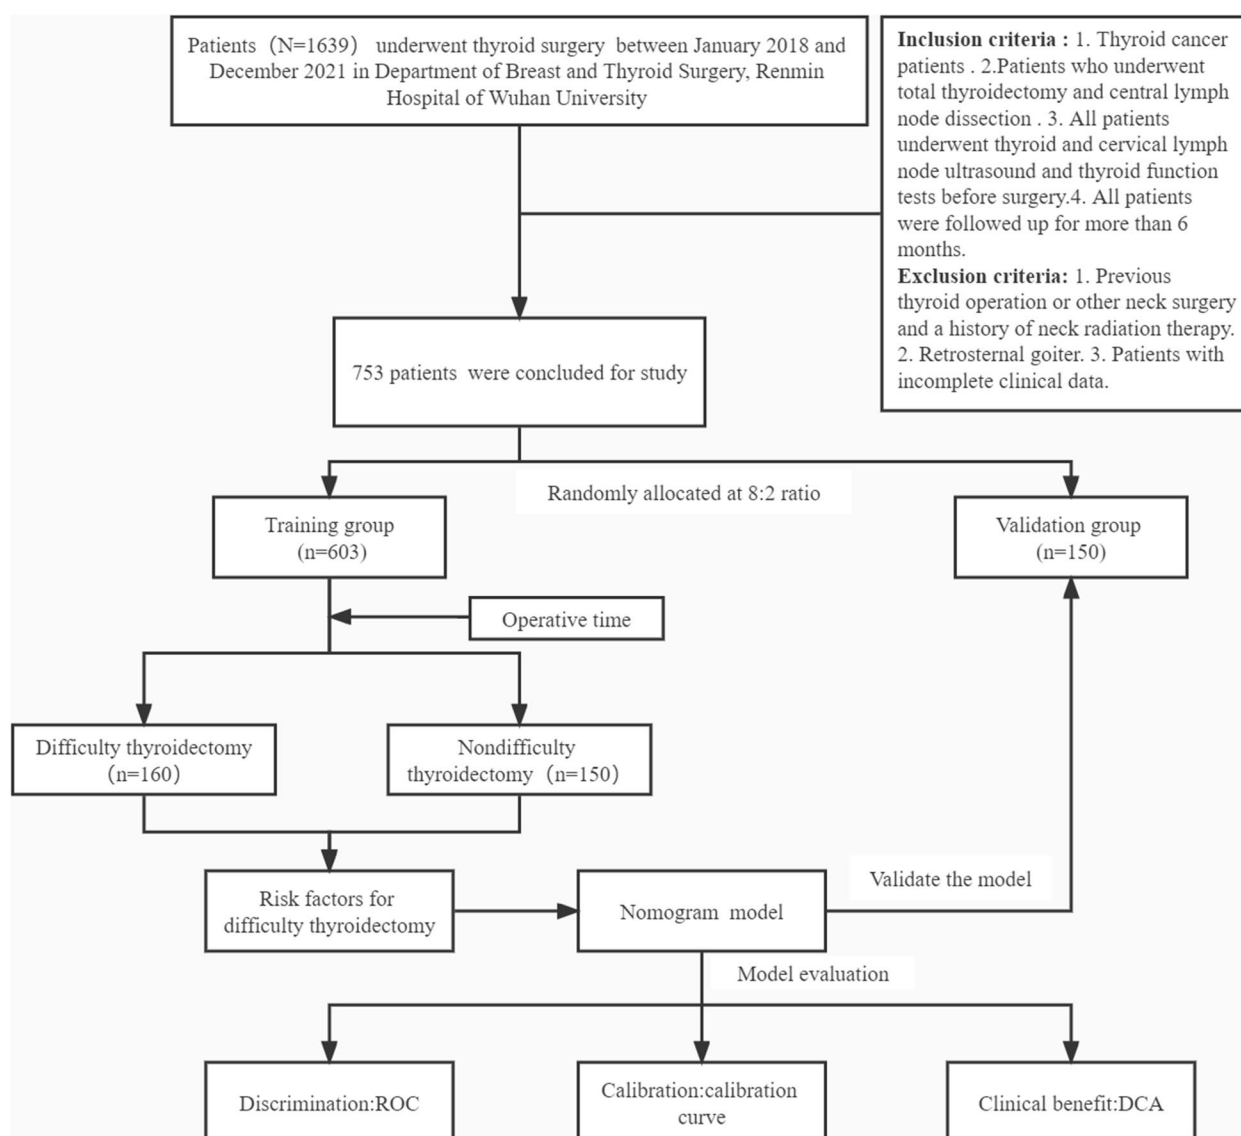 Patients（N=1639） underwent thyroid surgery between January 2018 and
December 2021 in Department of Breast and Thyroid Surgery, Renmin
Hospital of Wuhan University
Inclusion criteria : 1. Thyroid cancer
patients . 2.Patients who underwent
total thyroidectomy and central lymph
node dissection . 3. All patients
underwent thyroid and cervical lymph
node ultrasound and thyroid function
tests before surgery.4. All patients
were followed up for more than 6
months.
Exclusion criteria: 1. Previous
thyroid operation or other neck surgery
and a history of neck radiation therapy.
2. Retrosternal goiter. 3. Patients with
incomplete clinical data.
753 patients were concluded for study
Randomly allocated at 8:2 ratio
Training group
(n=603)
Validation group
(n=150)
Operative time
Difficulty thyroidectomy
（n=160）
Nondifficulty
thyroidectomy（n=150）
Risk factors for
difficulty thyroidectomy
Nomogram model
Validate the model
Model evaluation
Discrimination:ROC
Calibration:calibration
curve
Clinical benefit:DCA